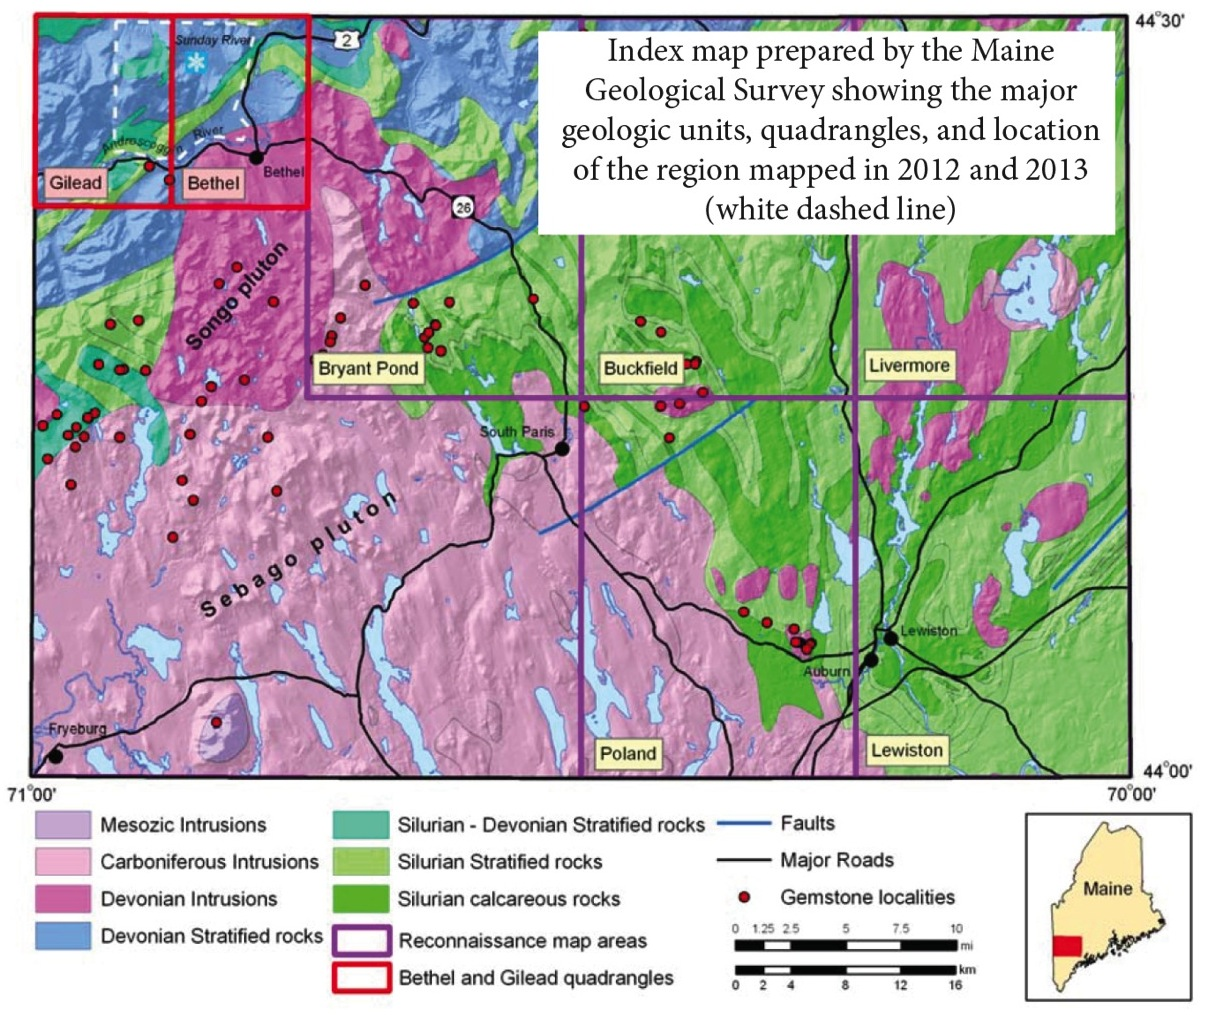 44°30'
Sunday River
2
Index map prepared by the Maine
Geological Survey showing the major
geologic units, quadrangles, and location
of the region mapped in 2012 and 2013
(white dashed line)
Androscoggin River
Gilead
Bethel
Bethel
26
Songo pluton
Bryant Pond
Buckfield
Livermore
South Paris
Sebago pluton
Lewiston
Auburn
Fryeburg
Poland
Lewiston
44°00'
71°00'
70°00'
Mesozic Intrusions
Carboniferous Intrusions
Devonian Intrusions
Devonian Stratified rocks
Silurian - Devonian Stratified rocks
Silurian Stratified rocks
Silurian calcareous rocks
Reconnaissance map areas
Bethel and Gilead quadrangles
Faults
Major Roads
Gemstone localities
0 1.25 2.5 5 7.5 10
mi
km
0 2 4 8 12 16
Maine